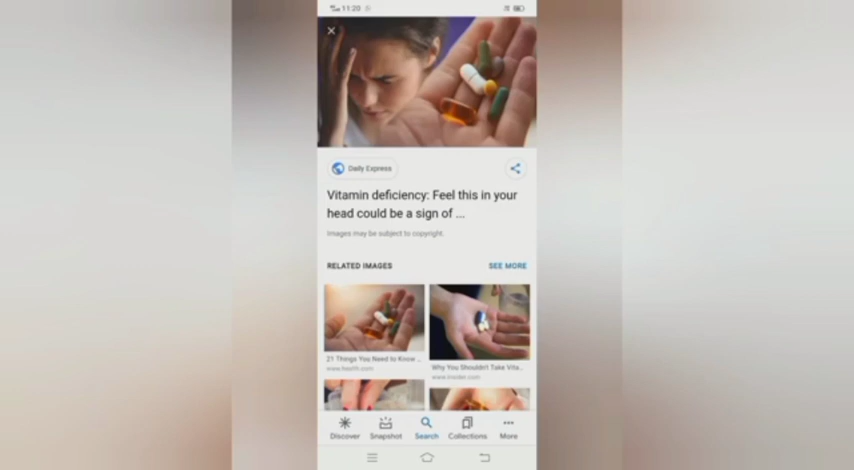 11:20
Daily Express
Vitamin deficiency: Feel this in your
head could be a sign of ...
Images may be subject to copyright.
RELATED IMAGES
SEE MORE
21 Things You Need to Know ...
www.health.com
Why You Shouldn't Take Vita...
www.insider.com
Discover
Snapshot
Search
Collections
More